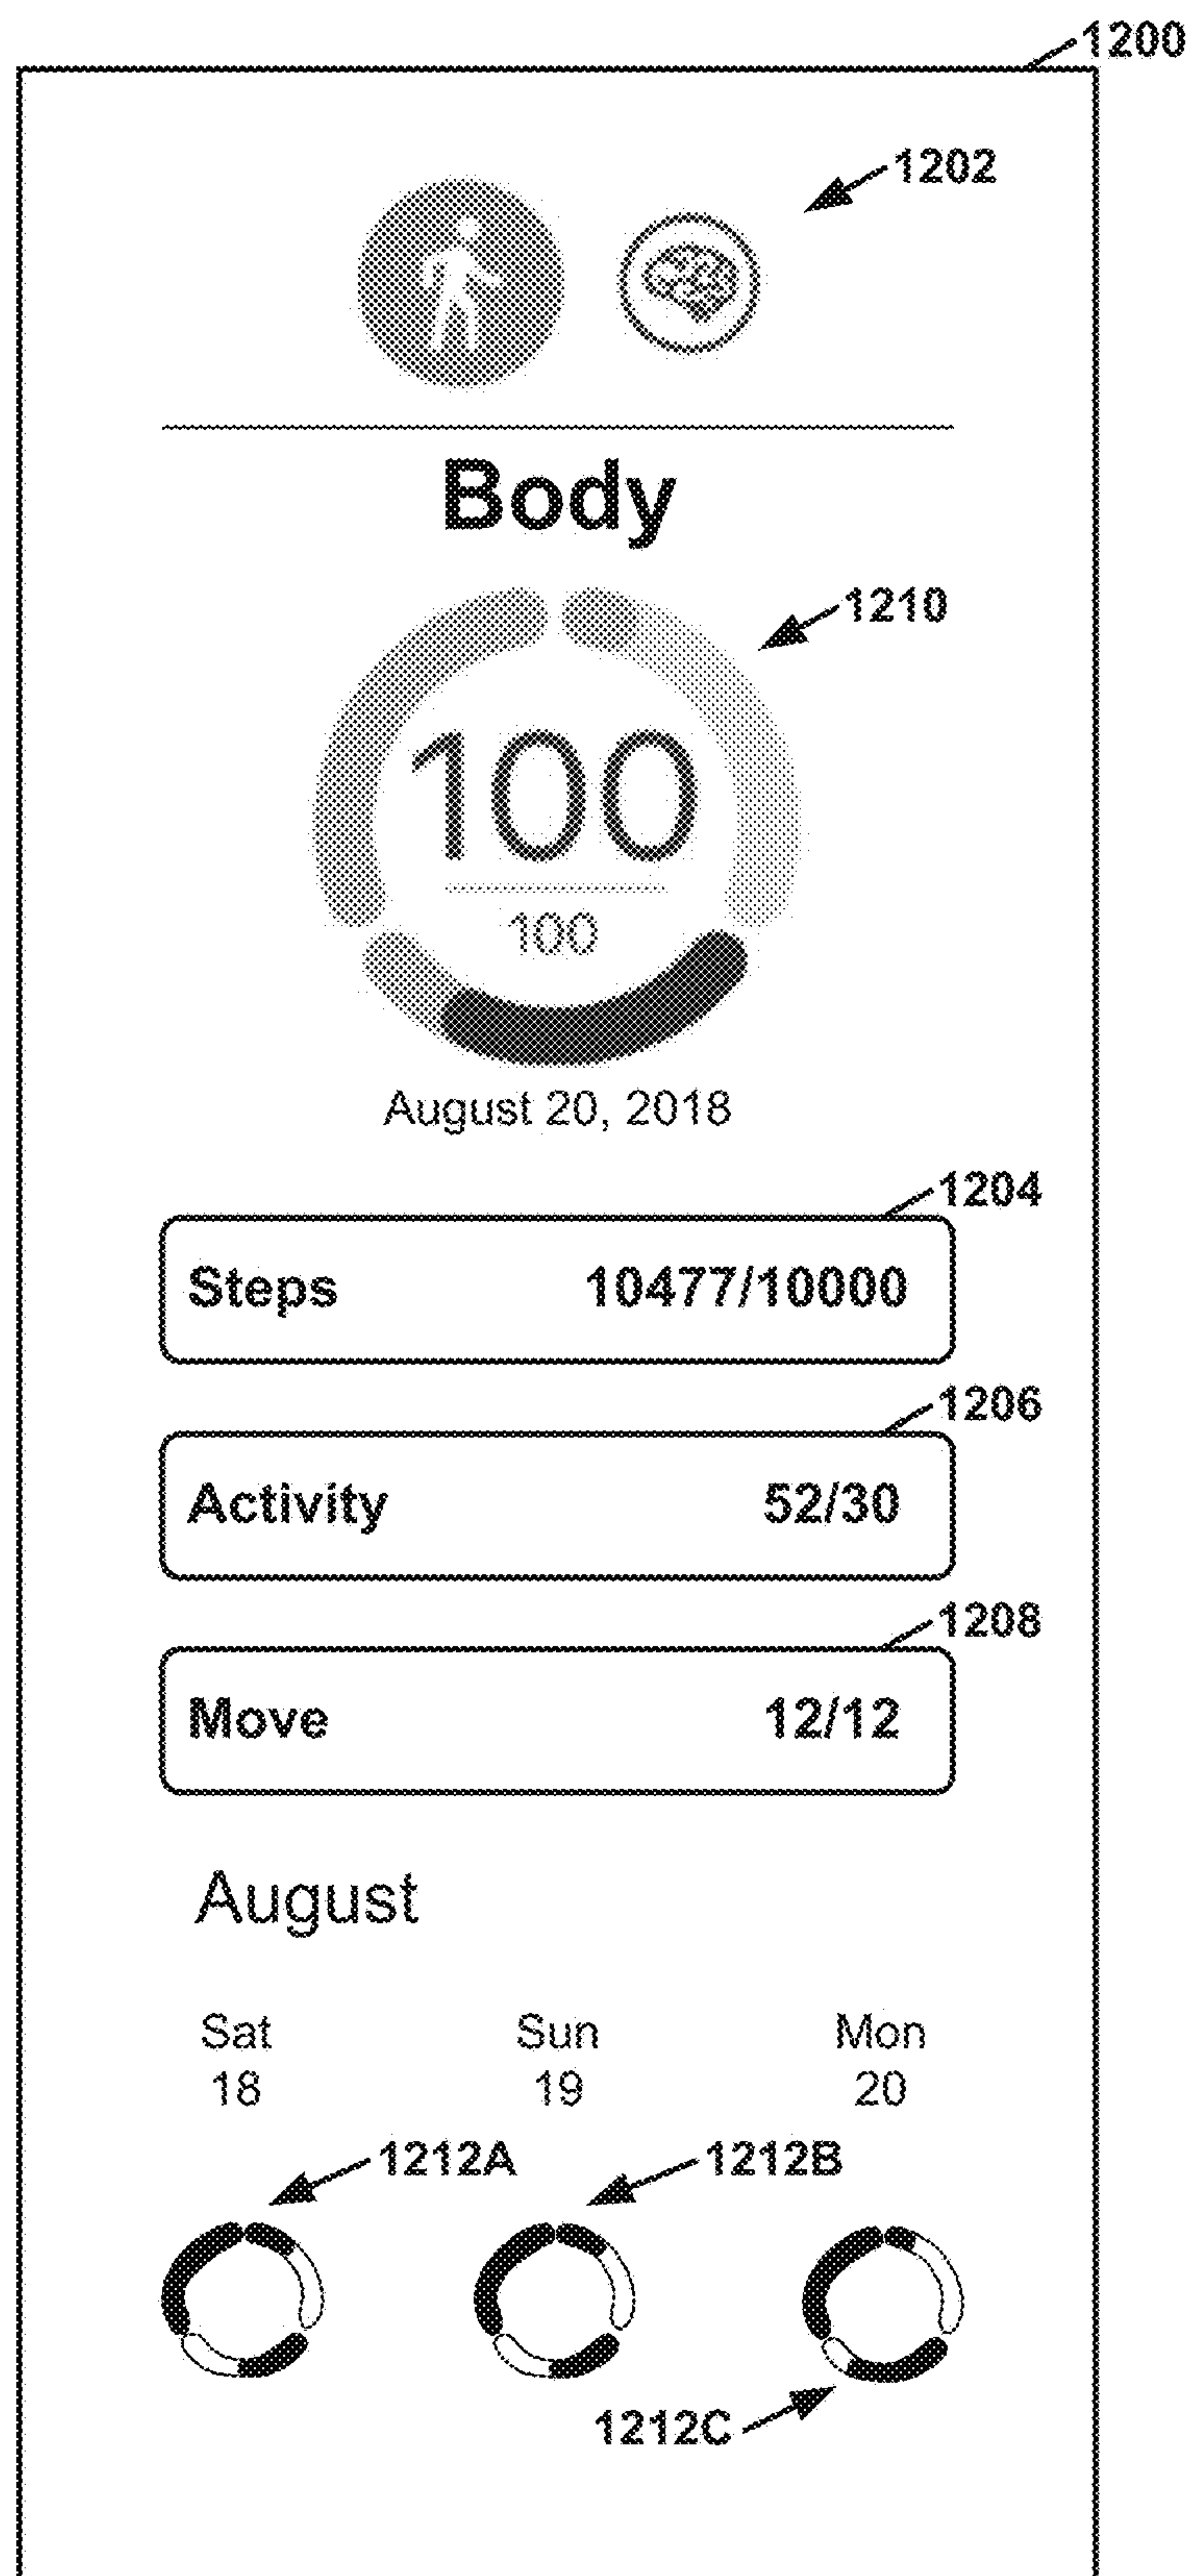 1200
1202
Body
1210
100
100
August 20, 2018
1204
Steps 10477/10000
1206
Activity 52/30
1208
Move 12/12
August
Sat Sun Mon
18 19 20
1212A 1212B
1212C